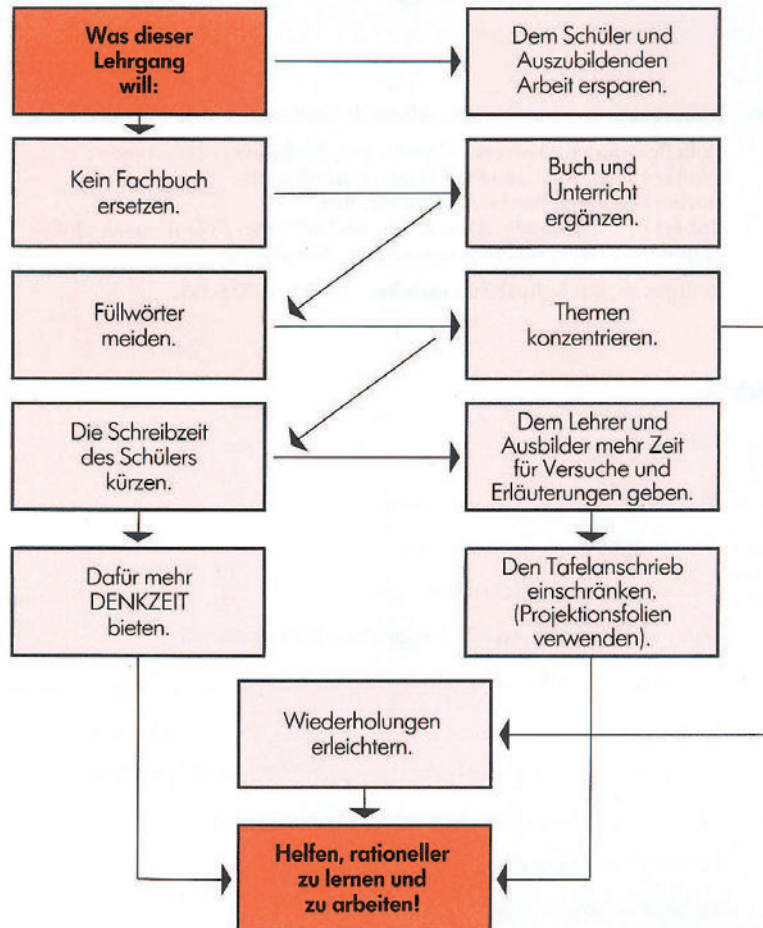 Was dieser
Lehrgang
will:
Dem Schüler und
Auszubildenden
Arbeit ersparen.
Kein Fachbuch
ersetzen.
Buch und
Unterricht
ergänzen.
Füllwörter
meiden.
Themen
konzentrieren.
Die Schreibzeit
des Schülers
kürzen.
Dem Lehrer und
Ausbilder mehr Zeit
für Versuche und
Erläuterungen geben.
Dafür mehr
DENKZEIT
bieten.
Den Tafelanschrieb
einschränken.
(Projektionsfolien
verwenden).
Wiederholungen
erleichtern.
Helfen, rationeller
zu lernen und
zu arbeiten!